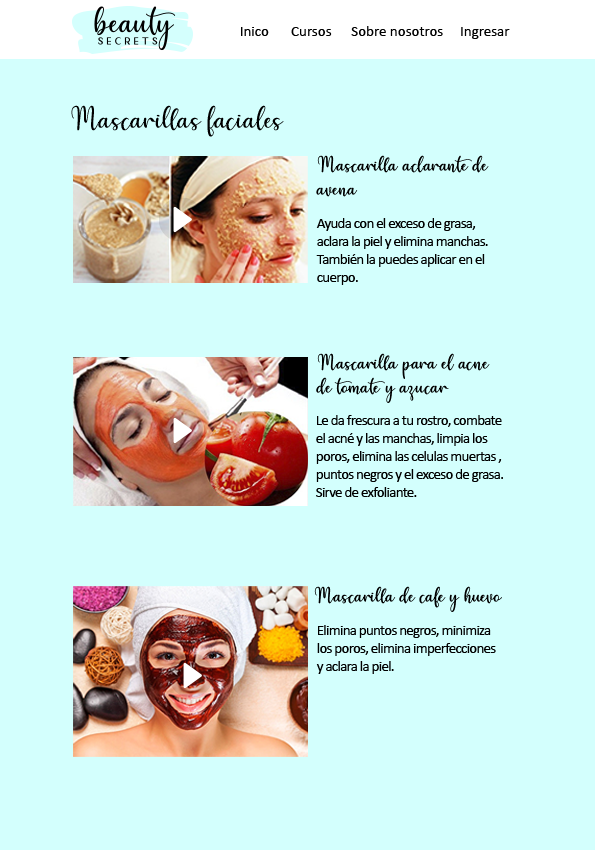 beauty
SECRETS
Inico Cursos Sobre nosotros Ingresar
Mascarillas faciales
Mascarilla aclarante de
avena
Ayuda con el exceso de grasa,
aclara la piel y elimina manchas.
También la puedes aplicar en el
cuerpo.
Mascarilla para el acne
de tomate y azucar
Le da frescura a tu rostro, combate
el acné y las manchas, limpia los
poros, elimina las celulas muertas ,
puntos negros y el exceso de grasa.
Sirve de exfoliante.
Mascarilla de cafe y huevo
Elimina puntos negros, minimiza
los poros, elimina imperfecciones
y aclara la piel.